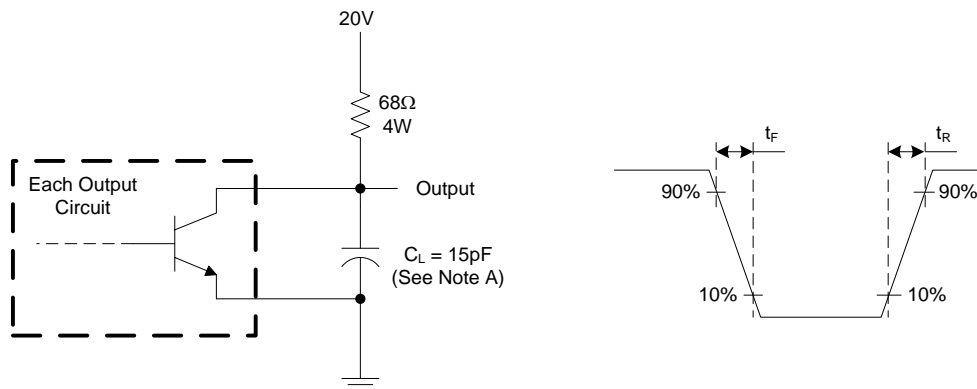 20V
68Ω
4W
Each Output
Circuit
Output
C_L = 15pF
(See Note A)
t_F
t_R
90%
90%
10%
10%